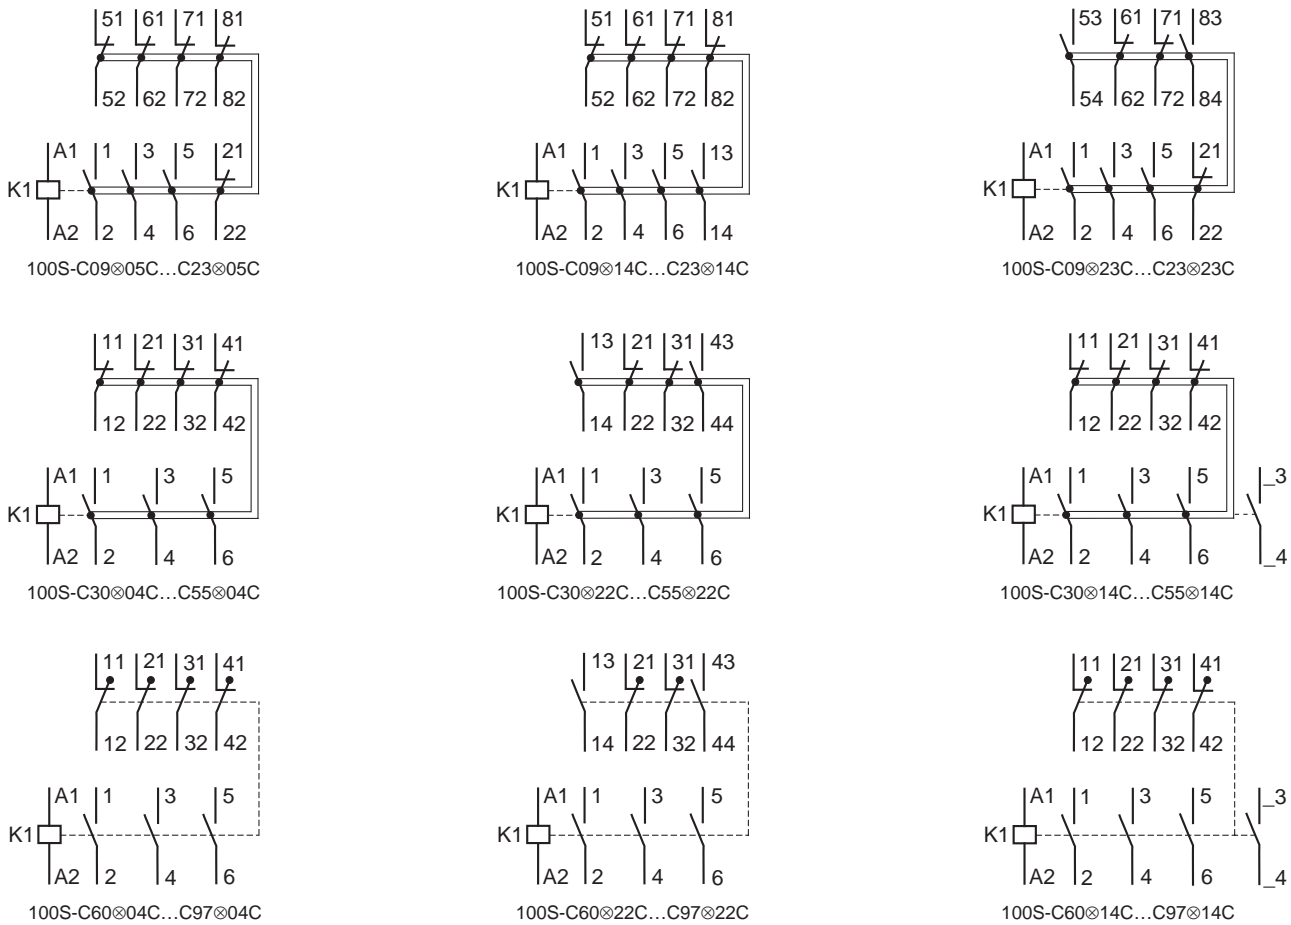 51 61 71 81
52 62 72 82
A1 1 3 5 21
K1
A2 2 4 6 22
100S-C09⊗05C…C23⊗05C
51 61 71 81
52 62 72 82
A1 1 3 5 13
K1
A2 2 4 6 14
100S-C09⊗14C…C23⊗14C
53 61 71 83
54 62 72 84
A1 1 3 5 21
K1
A2 2 4 6 22
100S-C09⊗23C…C23⊗23C
11 21 31 41
12 22 32 42
A1 1 3 5
K1
A2 2 4 6
100S-C30⊗04C…C55⊗04C
13 21 31 43
14 22 32 44
A1 1 3 5
K1
A2 2 4 6
100S-C30⊗22C…C55⊗22C
11 21 31 41
12 22 32 42
A1 1 3 5 _3
K1
A2 2 4 6 _4
100S-C30⊗14C…C55⊗14C
11 21 31 41
12 22 32 42
A1 1 3 5
K1
A2 2 4 6
100S-C60⊗04C…C97⊗04C
13 21 31 43
14 22 32 44
A1 1 3 5
K1
A2 2 4 6
100S-C60⊗22C…C97⊗22C
11 21 31 41
12 22 32 42
A1 1 3 5 _3
K1
A2 2 4 6 _4
100S-C60⊗14C…C97⊗14C